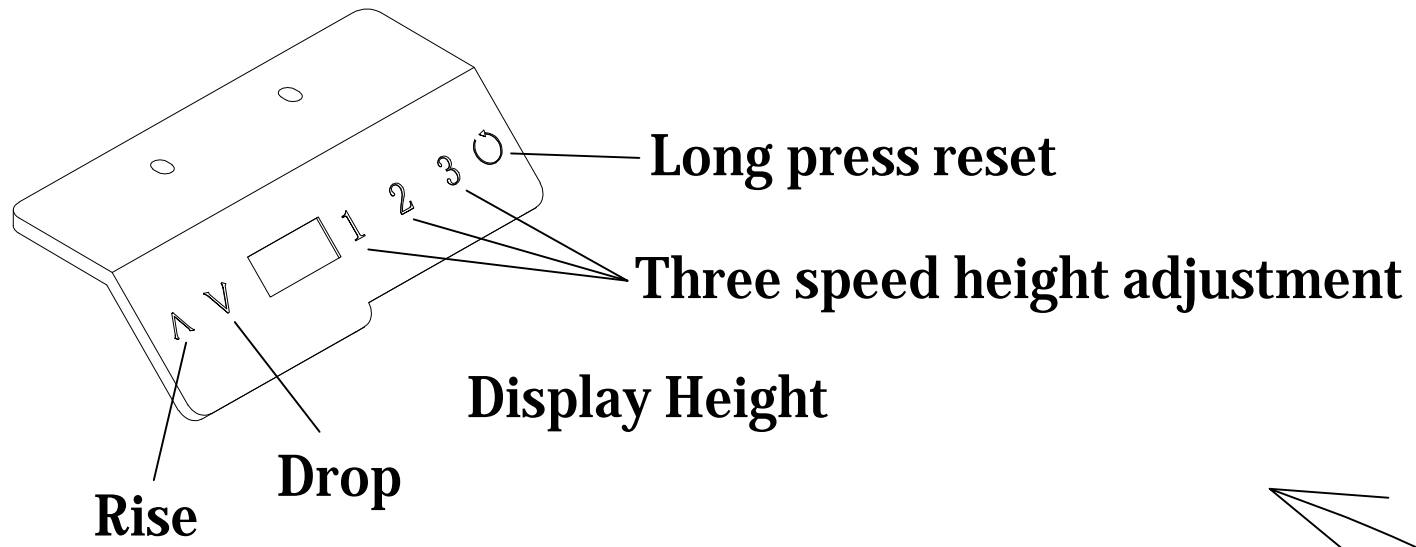 Long press reset
1 2 3
Three speed height adjustment
Display Height
Drop
Rise